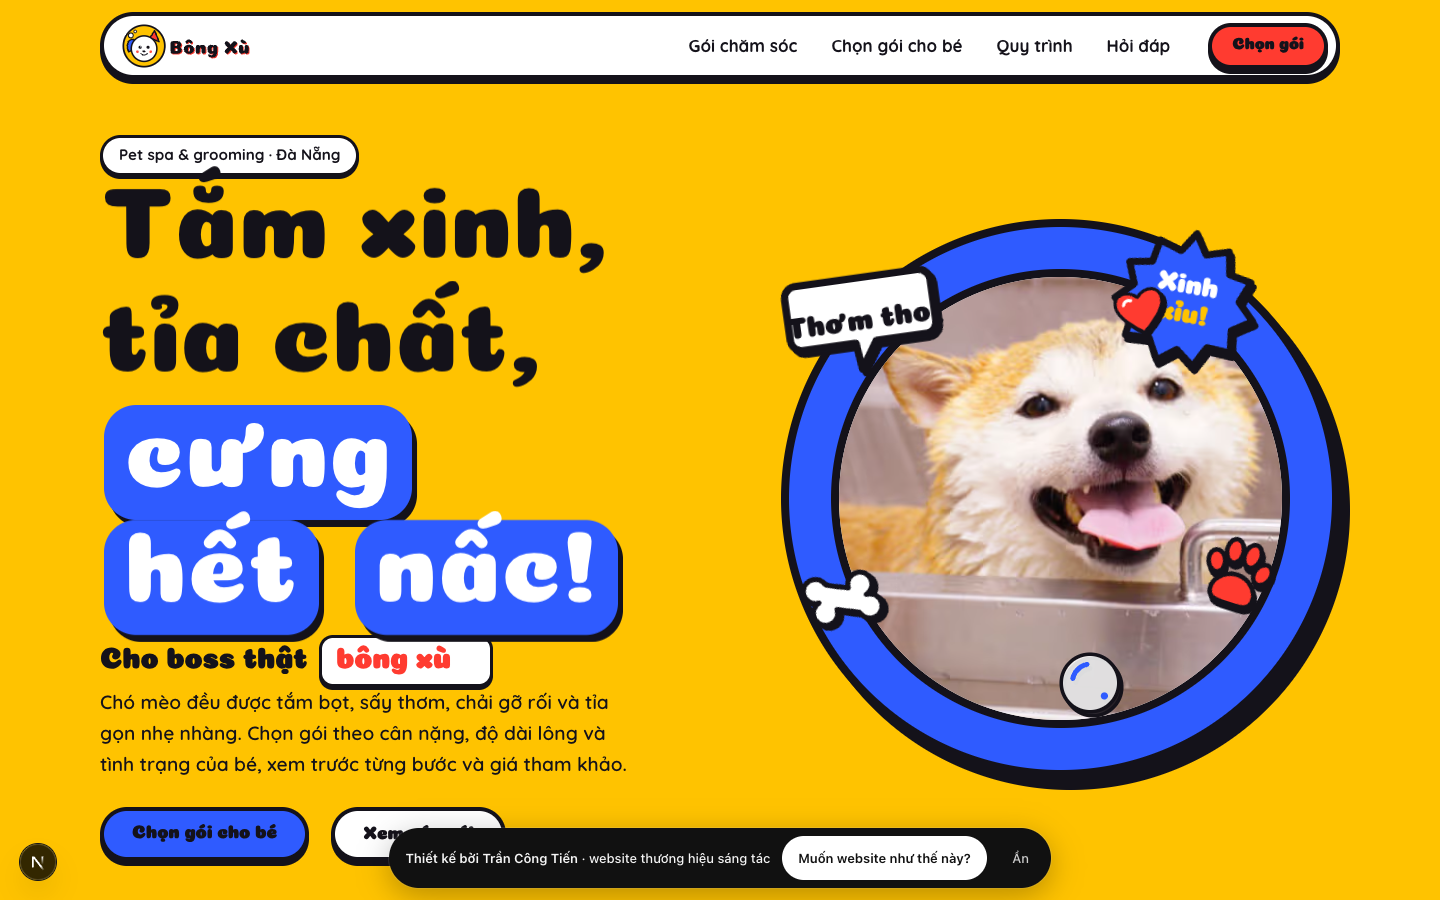 Bông Xù
Gói chăm sóc
Chọn gói cho bé
Quy trình
Hỏi đáp
Chọn gói
Pet spa & grooming · Đà Nẵng
Tắm xinh,
tỉa chất,
cưng
hết nấc!
Cho boss thật bông xù
Chó mèo đều được tắm bọt, sấy thơm, chải gỡ rối và tỉa
gọn nhẹ nhàng. Chọn gói theo cân nặng, độ dài lông và
tình trạng của bé, xem trước từng bước và giá tham khảo.
Chọn gói cho bé
Thơm tho
Xinh
xỉu!
Thiết kế bởi Trần Công Tiến · website thương hiệu sáng tác
Muốn website như thế này?
Ẩn
N